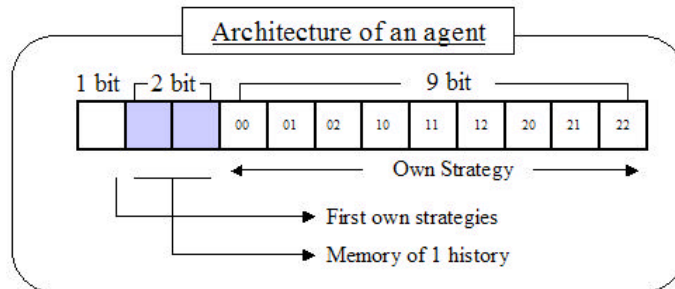 Architecture of an agent
1 bit 2 bit 9 bit
00 01 02 10 11 12 20 21 22
Own Strategy
First own strategies
Memory of 1 history